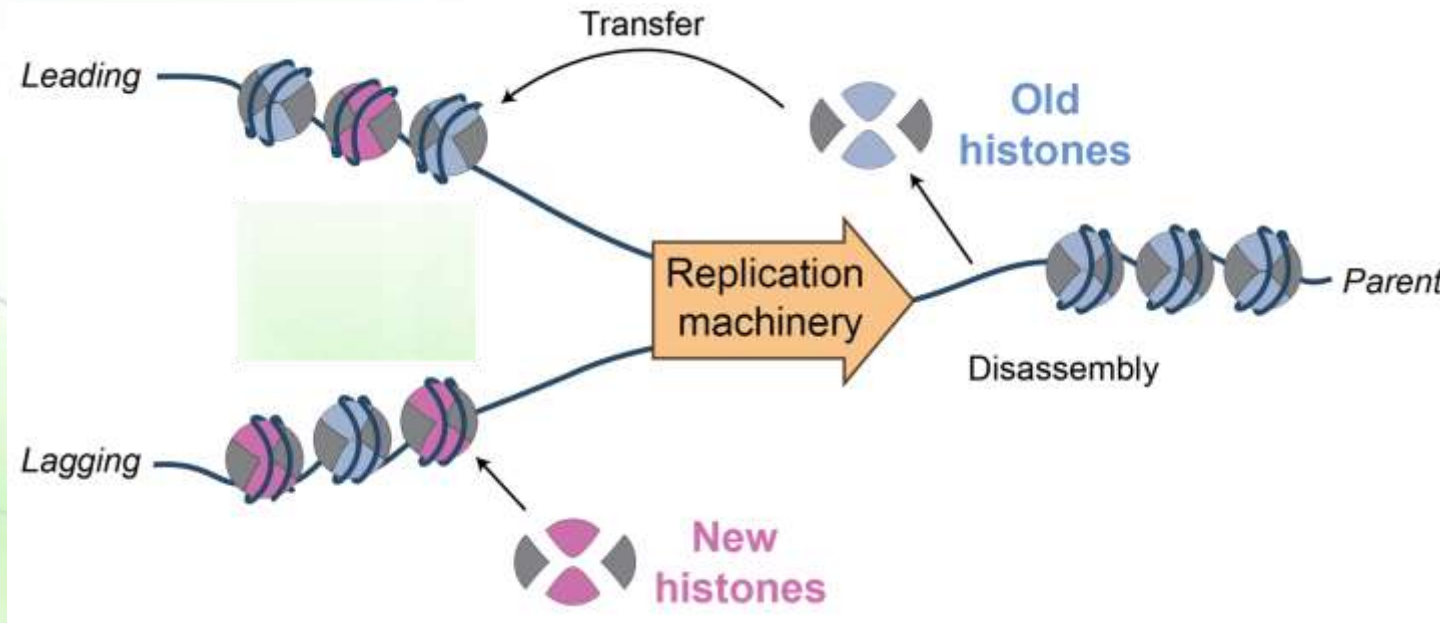 Transfer
Leading
Old
histones
Replication
machinery
Parent
Disassembly
Lagging
New
histones